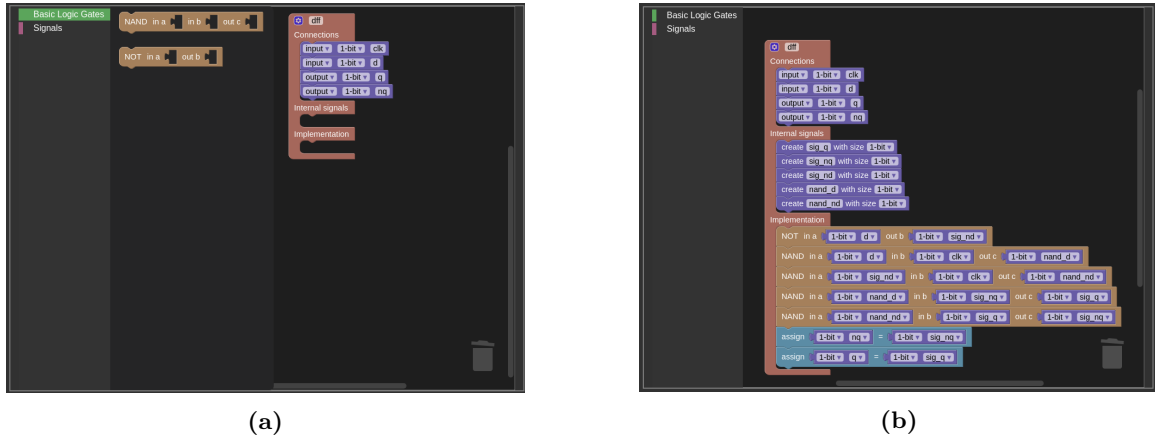 Basic Logic Gates
Signals
NAND in a in b out c
NOT in a out b
dff
Connections
input 1-bit clk
input 1-bit d
output 1-bit q
output 1-bit nq
Internal signals
Implementation
(a)
Basic Logic Gates
Signals
dff
Connections
input 1-bit clk
input 1-bit d
output 1-bit q
output 1-bit nq
Internal signals
create sig_q with size 1-bit
create sig_nq with size 1-bit
create sig_nd with size 1-bit
create nand_d with size 1-bit
create nand_nd with size 1-bit
Implementation
NOT in a 1-bit d out b 1-bit sig_nd
NAND in a 1-bit d in b 1-bit clk out c 1-bit nand_d
NAND in a 1-bit sig_nd in b 1-bit clk out c 1-bit nand_nd
NAND in a 1-bit nand_d in b 1-bit sig_nq out c 1-bit sig_q
NAND in a 1-bit nand_nd in b 1-bit sig_q out c 1-bit sig_nq
assign 1-bit nq = 1-bit sig_nq
assign 1-bit q = 1-bit sig_q
(b)